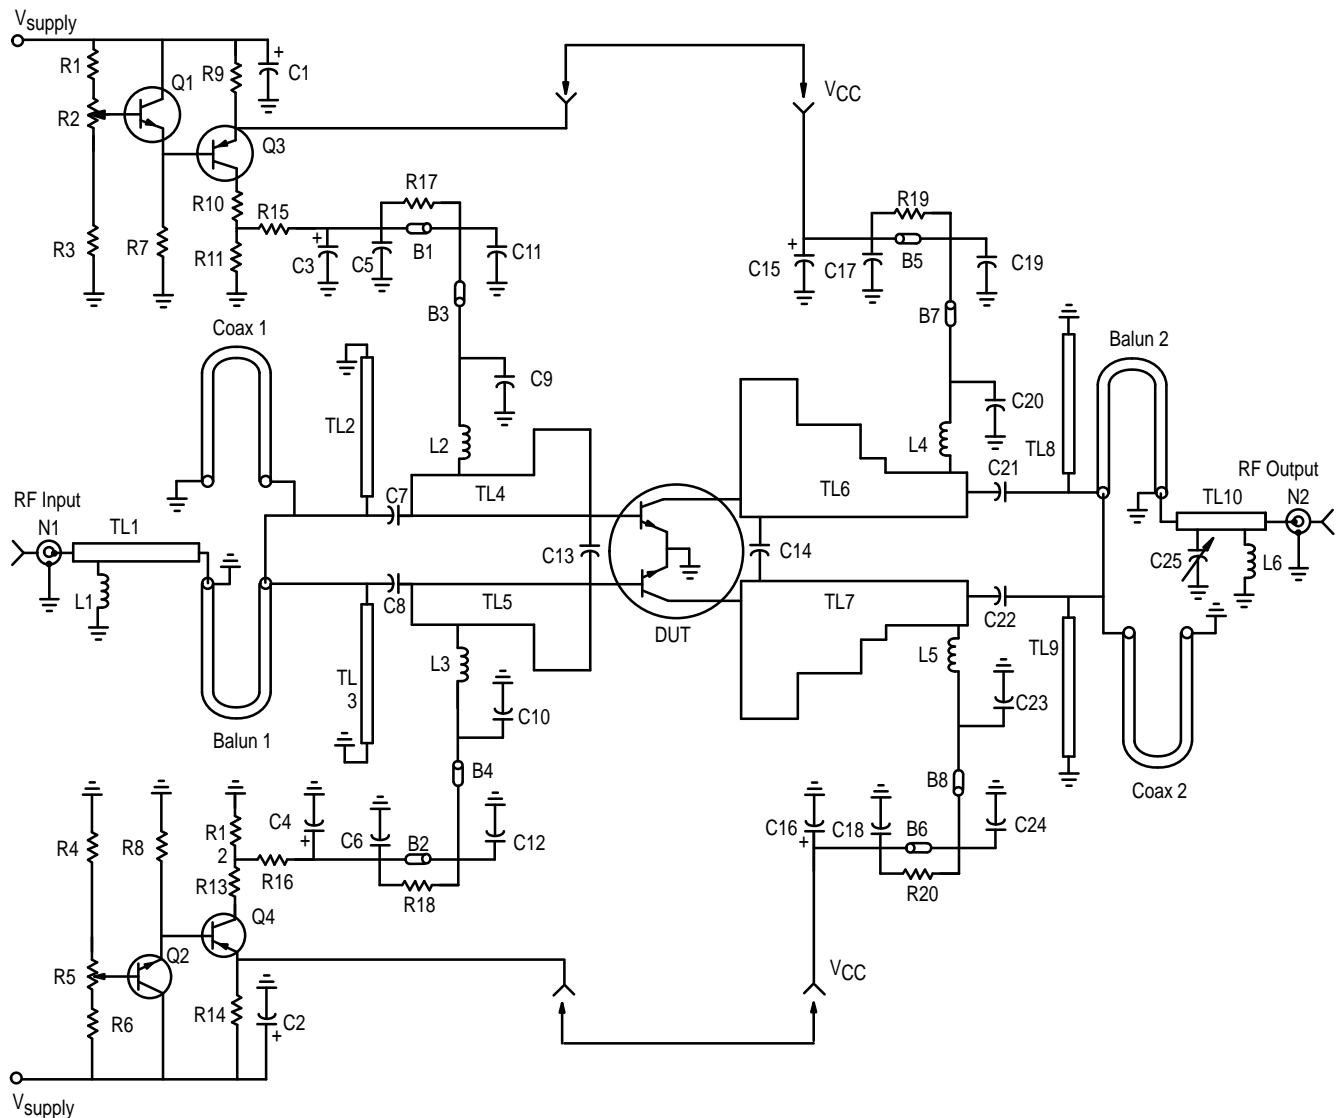 Vsupply
R1
Q1
R9
+
C1
R2
Q3
VCC
R10
R17
R19
R3
R7
R15
R11
+
C3
C5
B1
C11
+
C15
C17
B5
C19
B3
B7
Coax 1
Balun 2
C9
C20
TL2
L2
L4
TL8
C21
RF Input
N1
TL1
C7
TL4
TL6
RF Output
TL10
N2
C13
C14
C25
L6
L1
C8
TL5
TL7
C22
DUT
L3
L5
TL
3
TL9
C10
C23
Balun 1
B4
B8
Coax 2
R4
R8
R1
2
C4
+
C6
B2
C12
C16
+
C18
B6
C24
R13
R16
R18
R20
Q4
Q2
R5
VCC
R6
R14
C2
+
Vsupply